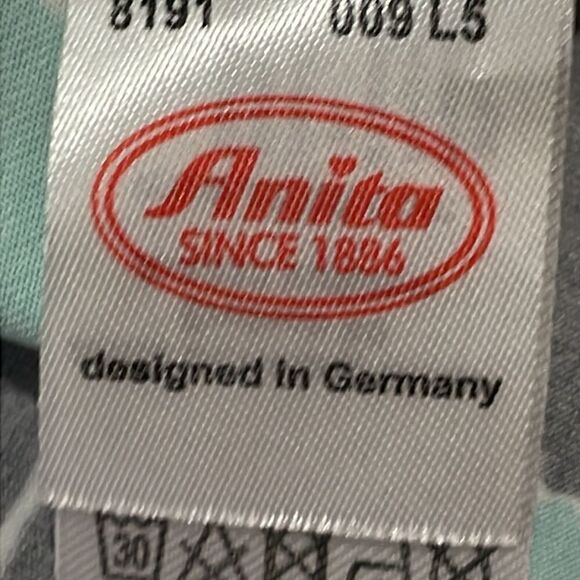 8191 009 L5
Anita
SINCE 1886
designed in Germany
30